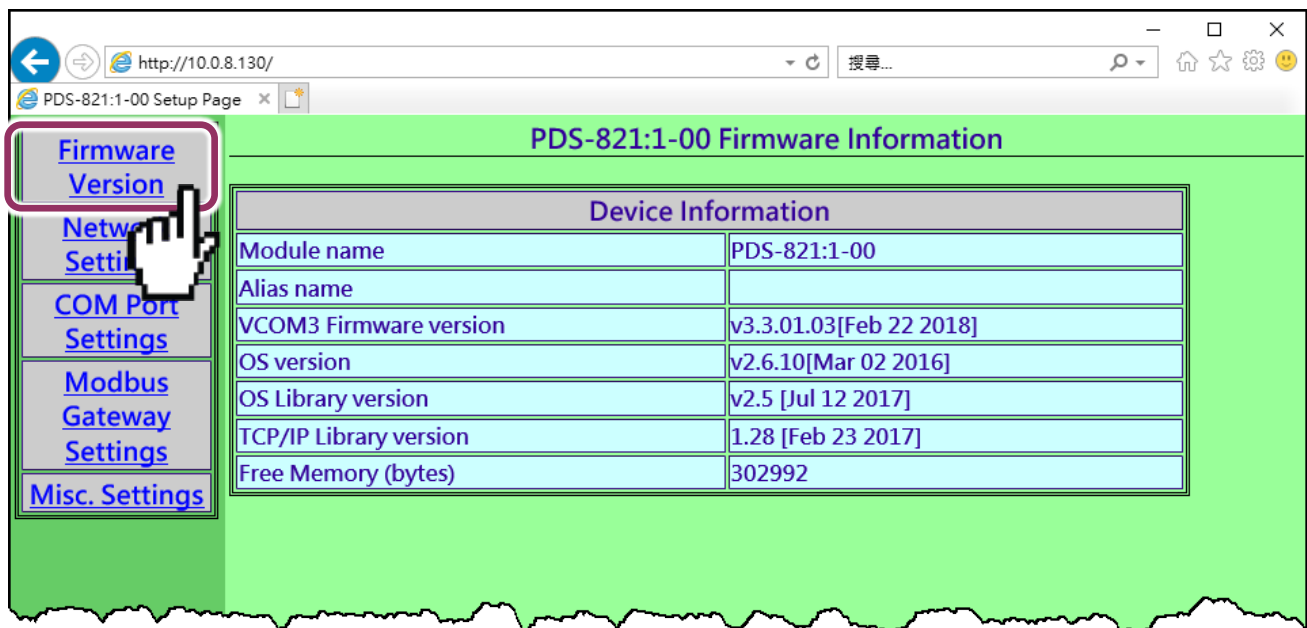 http://10.0.8.130/
搜尋...
PDS-821:1-00 Setup Page
Firmware
Version
COM Port
Settings
Modbus
Gateway
Settings
Misc. Settings
PDS-821:1-00 Firmware Information
Device Information
Module name PDS-821:1-00
Alias name
VCOM3 Firmware version v3.3.01.03[Feb 22 2018]
OS version v2.6.10[Mar 02 2016]
OS Library version v2.5 [Jul 12 2017]
TCP/IP Library version 1.28 [Feb 23 2017]
Free Memory (bytes) 302992